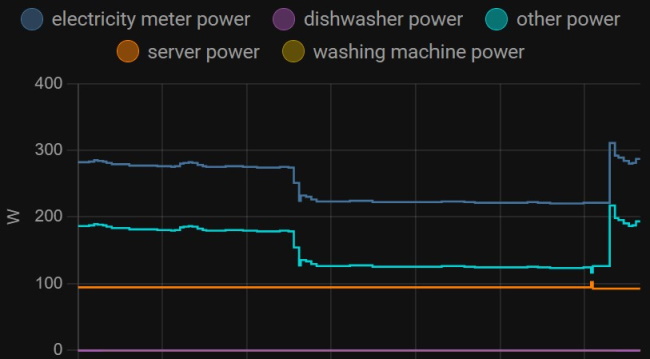 electricity meter power dishwasher power other power
server power washing machine power
400
300
W
200
100
0